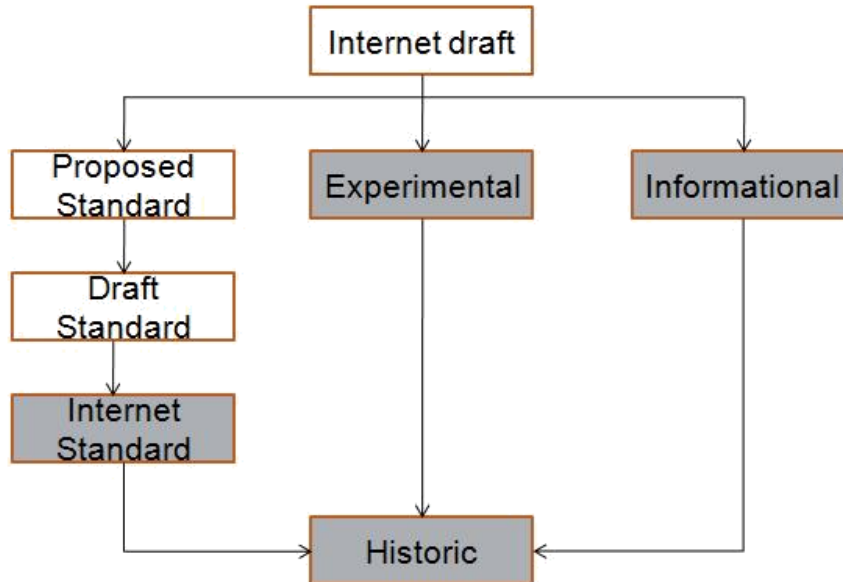 Internet draft
Proposed
Standard
Experimental
Informational
Draft
Standard
Internet
Standard
Historic